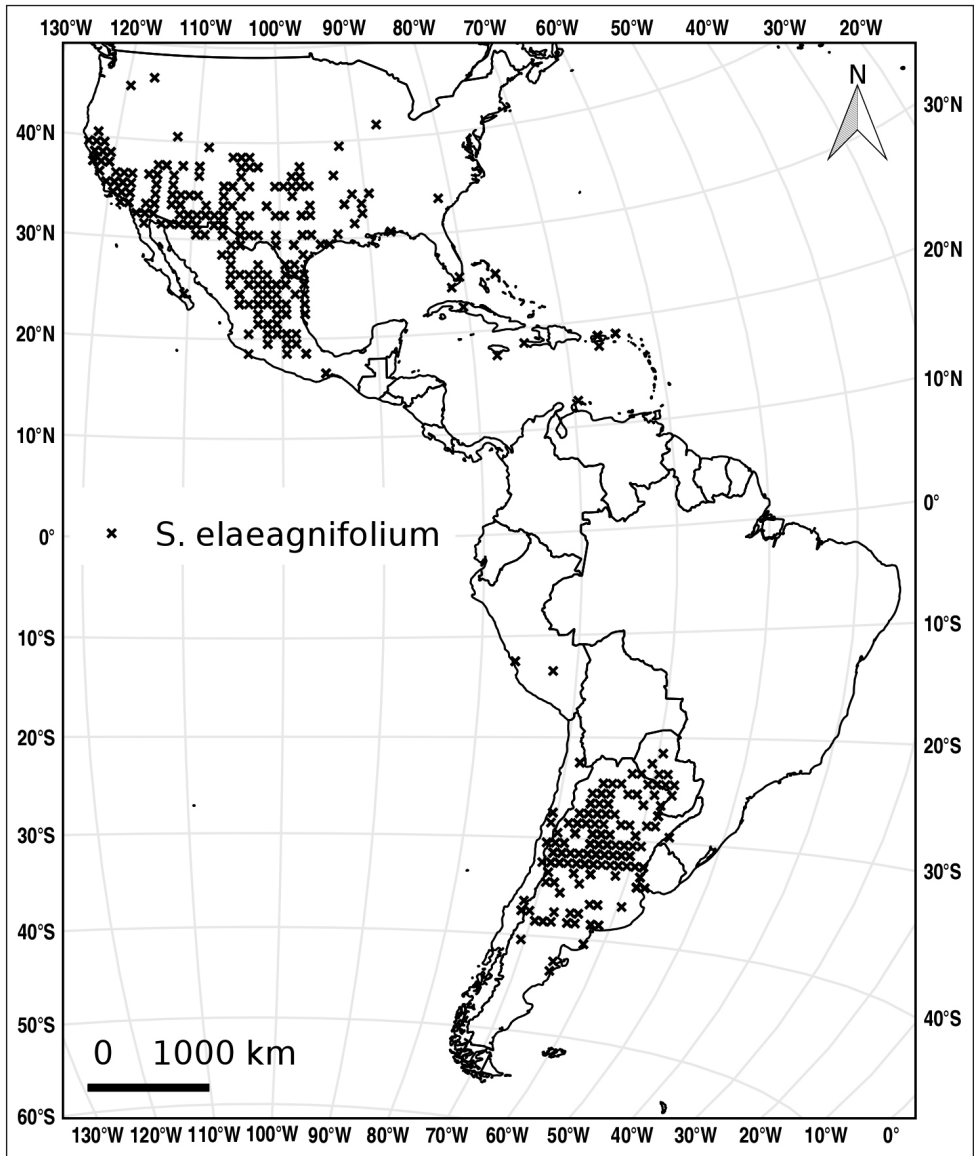 130°W 120°W 110°W 100°W 90°W 80°W 70°W 60°W 50°W 40°W 30°W 20°W
N
30°N
40°N
30°N
20°N
20°N
10°N
10°N
0°
S. elaeagnifolium
0°
10°S
10°S
20°S
20°S
30°S
30°S
40°S
40°S
50°S
0 1000 km
60°S
130°W 120°W 110°W 100°W 90°W 80°W 70°W 60°W 50°W 40°W 30°W 20°W 10°W 0°